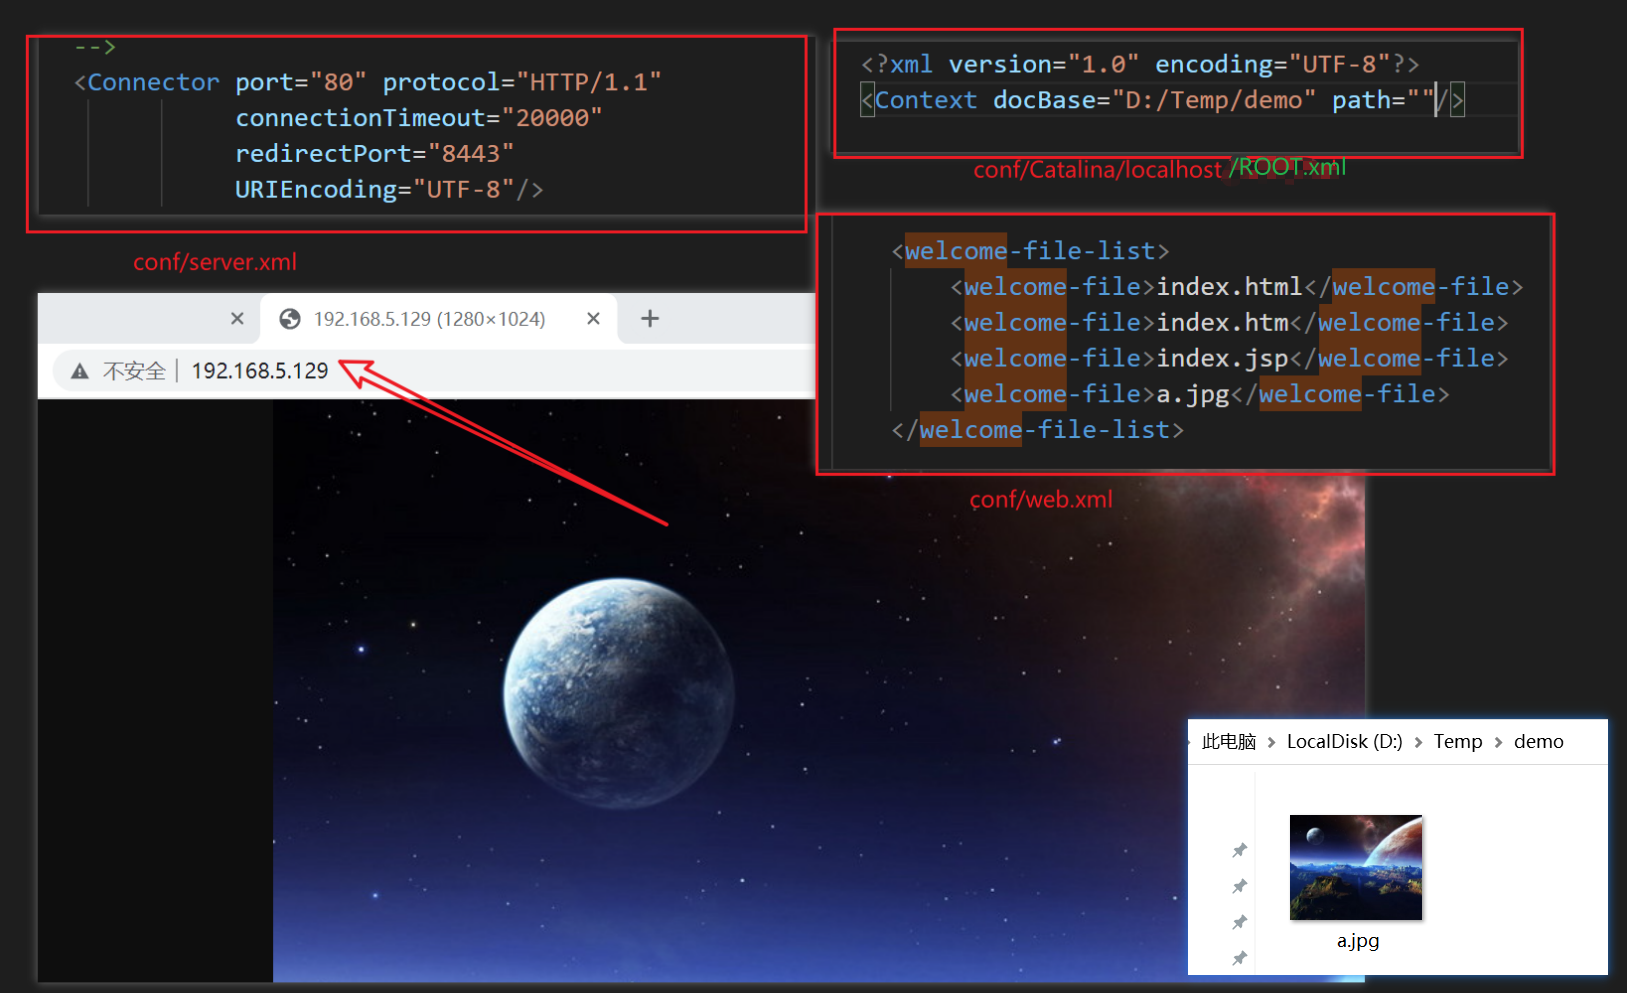 -->
<Connector port="80" protocol="HTTP/1.1"
connectionTimeout="20000"
redirectPort="8443"
URIEncoding="UTF-8"/>
conf/server.xml
<?xml version="1.0" encoding="UTF-8"?>
<Context docBase="D:/Temp/demo" path=""/>
conf/Catalina/localhost /ROOT.xml
<welcome-file-list>
<welcome-file>index.html</welcome-file>
<welcome-file>index.htm</welcome-file>
<welcome-file>index.jsp</welcome-file>
<welcome-file>a.jpg</welcome-file>
</welcome-file-list>
conf/web.xml
192.168.5.129 (1280×1024)
不安全 192.168.5.129
此电脑 > LocalDisk (D:) > Temp > demo
a.jpg